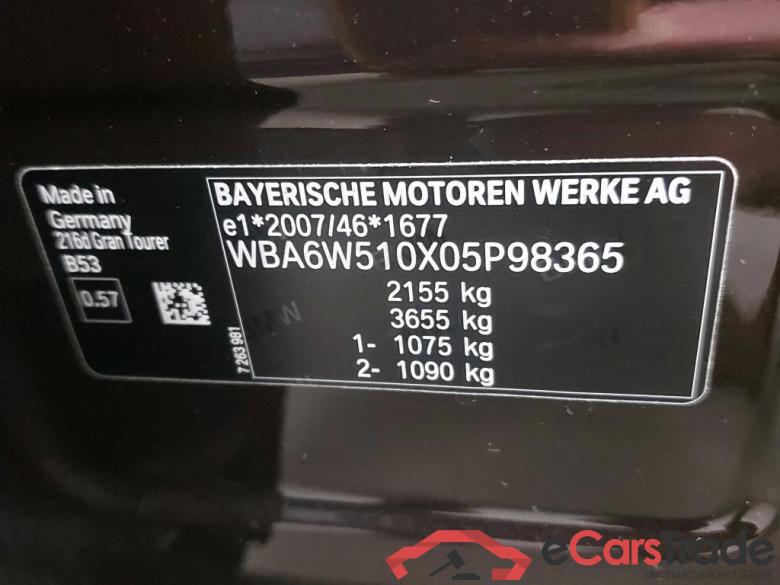 Made in
Germany
216d Gran Tourer
B53
0.57
7 263 981
BAYERISCHE MOTOREN WERKE AG
e1*2007/46*1677
WBA6W510X05P98365
2155 kg
3655 kg
1- 1075 kg
2- 1090 kg
eCarsTrade